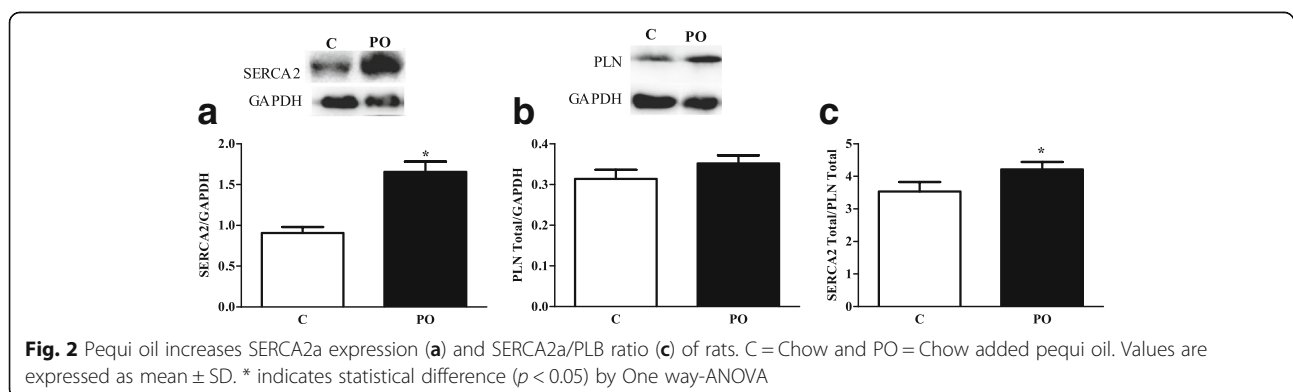 C PO
SERCA2
GAPDH
a
SERCA2/GAPDH
2.0
1.5
1.0
0.5
0.0
*
C PO
C PO
PLN
GAPDH
b
PLN Total/GAPDH
0.4
0.3
0.2
0.1
0.0
C PO
c
SERCA2 Total/PLN Total
5
4
3
2
1
0
*
C PO
Fig. 2 Pequi oil increases SERCA2a expression (a) and SERCA2a/PLB ratio (c) of rats. C = Chow and PO = Chow added pequi oil. Values are
expressed as mean ± SD. * indicates statistical difference (p < 0.05) by One way-ANOVA